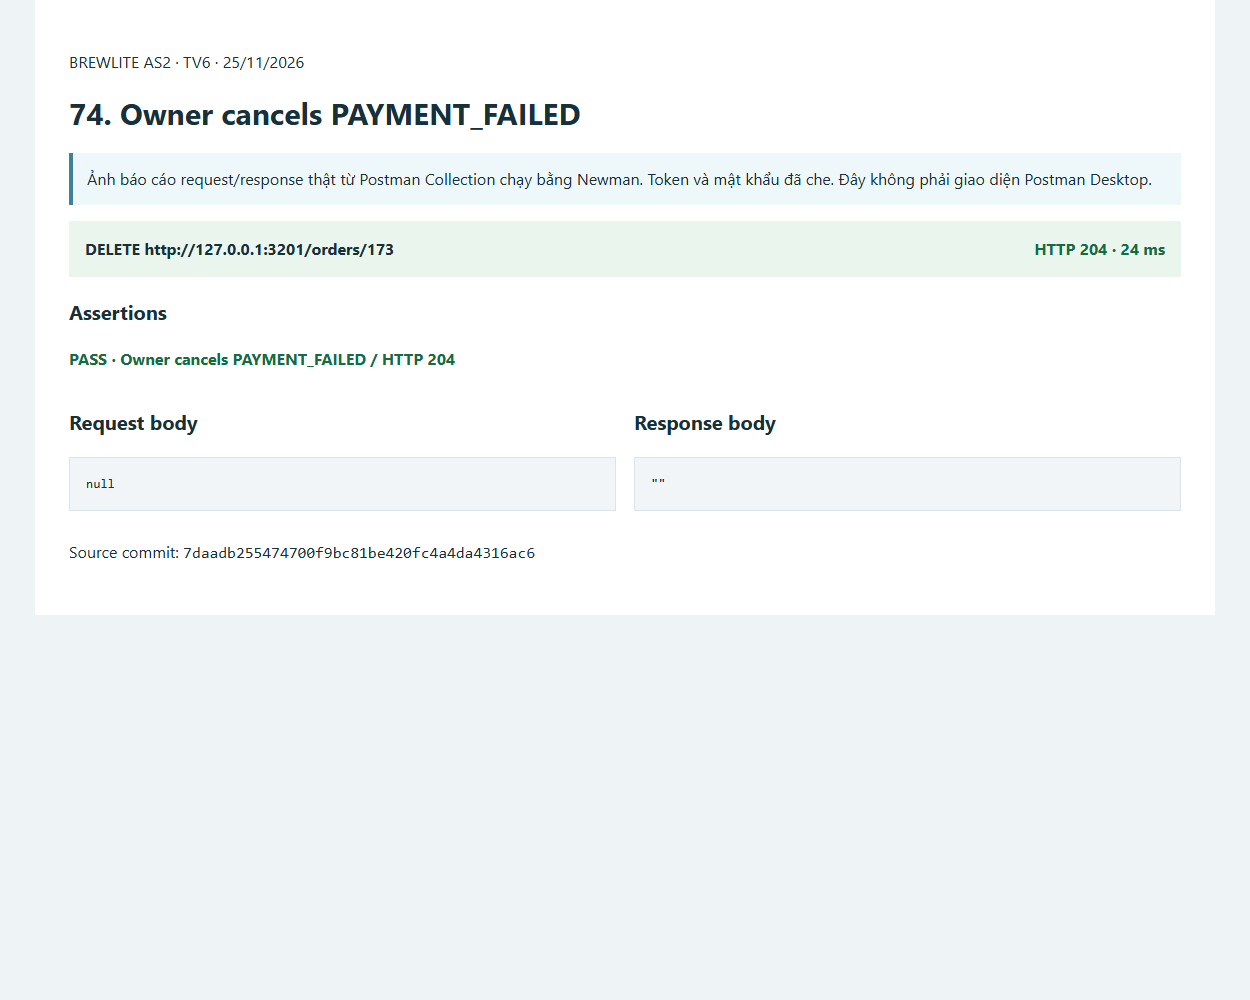 BREWLITE AS2 · TV6 · 25/11/2026
74. Owner cancels PAYMENT_FAILED
Ảnh báo cáo request/response thật từ Postman Collection chạy bằng Newman. Token và mật khẩu đã che. Đây không phải giao diện Postman Desktop.
DELETE http://127.0.0.1:3201/orders/173
HTTP 204 · 24 ms
Assertions
PASS · Owner cancels PAYMENT_FAILED / HTTP 204
Request body
Response body
null
""
Source commit: 7daadb255474700f9bc81be420fc4a4da4316ac6